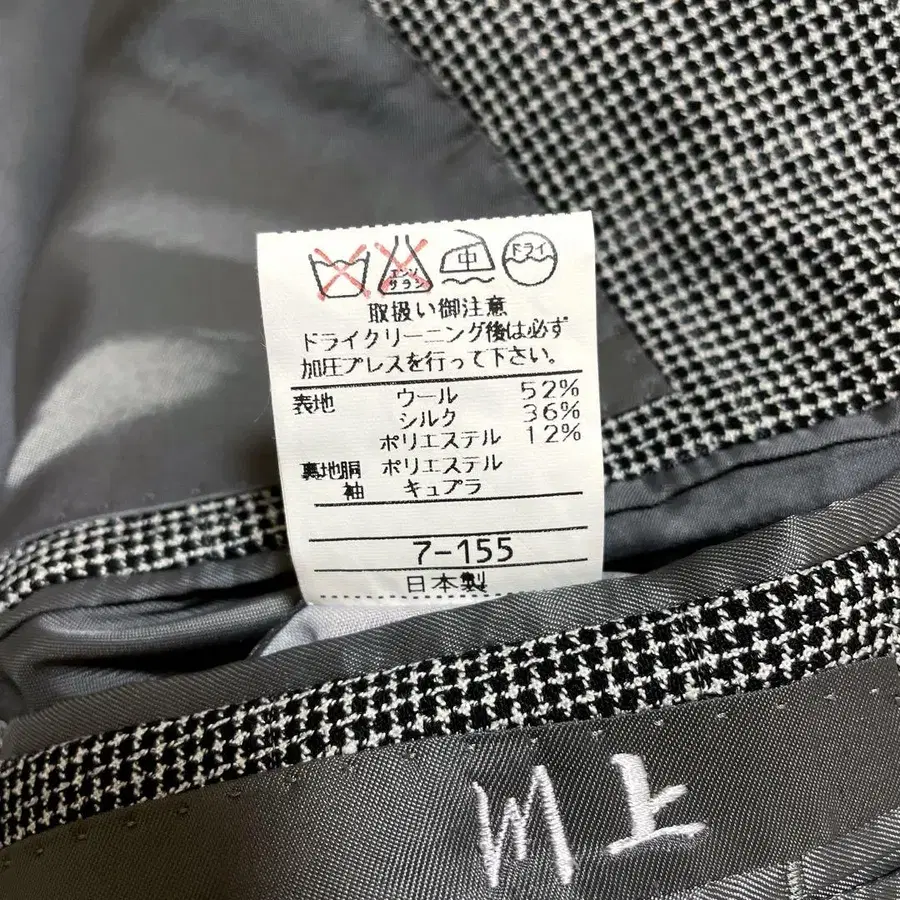 エンソ
サラシ
中
ドライ
取扱い御注意
ドライクリーニング後は必ず
加圧プレスを行って下さい。
表地 ウール 52%
シルク 36%
ポリエステル 12%
裏地胴 ポリエステル
袖 キュプラ
7-155
日本製